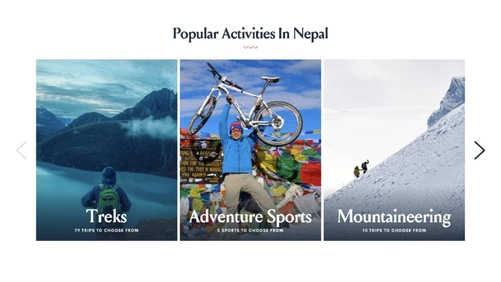 Popular Activities In Nepal
Treks
79 TRIPS TO CHOOSE FROM
Adventure Sports
5 SPORTS TO CHOOSE FROM
Mountaineering
10 TRIPS TO CHOOSE FROM